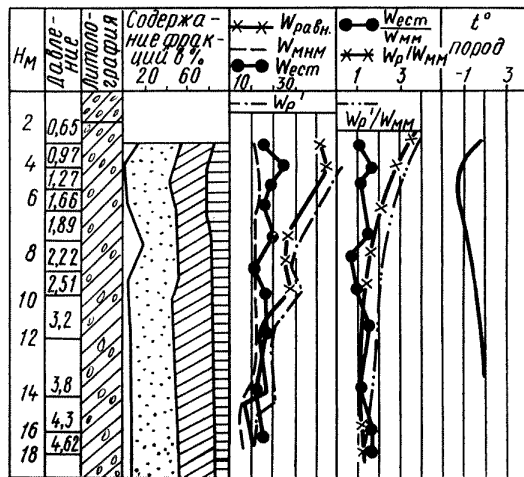 Hм
Давле-
ние
Литоло-
графия
Содержа-
ние фрак-
ций в %
20 60
Wравн.
Wмнм
Wест
10 30
Wр'
Wест
Wмм
Wр/Wмм
1 3
Wр'/Wмм
t°
пород
-1 1 3
2
0,65
0,97
4
1,27
6
1,66
1,89
8
2,22
2,51
10
3,2
12
14
3,8
4,3
16
4,62
18